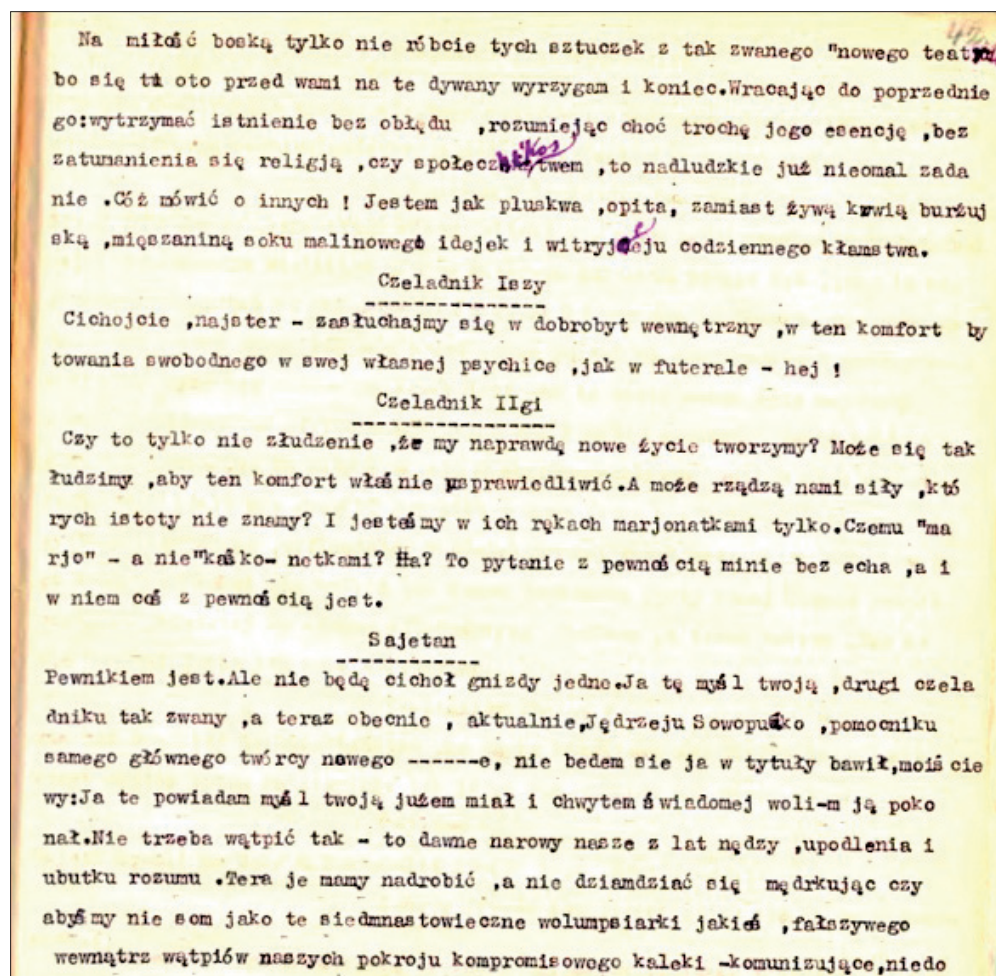 Na miłość boską tylko nie róbcie tych sztuczek z tak zwanego "nowego teatru
bo się tu oto przed wami na te dywany wyrzygam i koniec.Wracając do poprzednie
go:wytrzymać istnienie bez obłędu ,rozumiejąc choć trochę jego esencję ,bez
zatumanienia się religją ,czy ,to nadludzkie już nieomal zada
nie .Cóż mówić o innych ! Jestem jak pluskwa ,opita, zamiast żywą krwią burżuj
ską ,mięszaniną soku malinowego idejek i witryjoleju codziennego kłamstwa.
Czeladnik Iszy
Cichojcie ,majster - zasłuchajmy się w dobrobyt wewnętrzny ,w ten komfort by
towania swobodnego w swej własnej psychice ,jak w futerale - hej !
Czeladnik IIgi
Czy to tylko nie złudzenie ,że my naprawdę nowe życie tworzymy? Może się tak
łudzimy ,aby ten komfort właśnie usprawiedliwić.A może rządzą nami siły ,któ
rych istoty nie znamy? I jesteśmy w ich rękach marjonatkami tylko.Czemu "ma
rjo" - a nie"kaśko- netkami? Ha? To pytanie z pewnością minie bez echa ,a i
w niem coś z pewnością jest.
Sajetan
Pewnikiem jest.Ale nie będę cichoł gnizdy jedne.Ja tę myśl twoją ,drugi czela
dniku tak zwany ,a teraz obecnie , aktualnie,Jędrzeju Sowopućko ,pomocniku
samego głównego twórcy nowego ------e, nie bedem sie ja w tytuły bawił,moiście
wy:Ja te powiadam myśl twoją jużem miał i chwytem świadomej woli-m ją poko
nał.Nie trzeba wątpić tak - to dawne narowy nasze z lat nędzy ,upodlenia i
ubutku rozumu .Tera je mamy nadrobić ,a nie dziamdziać się mędrkując czy
abyśmy nie som jako te siedmnastowieczne wolumpsiarki jakieś ,fałszywego
wewnątrz wątpiów naszych pokroju kompromisowego kaleki -komunizujące,niedo